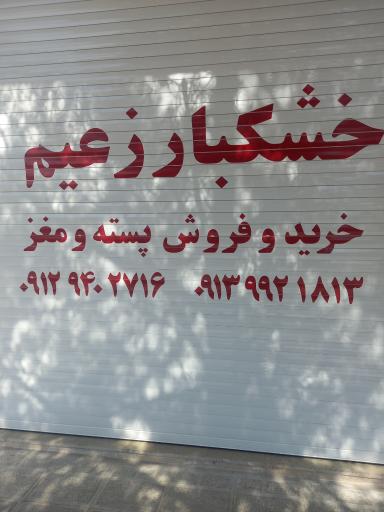 خشکبار زعیم
خرید و فروش پسته و مغز
۰۹۱۳ ۹۹۲ ۱۸۱۳ ۰۹۱۲ ۹۴۰ ۲۷۱۶